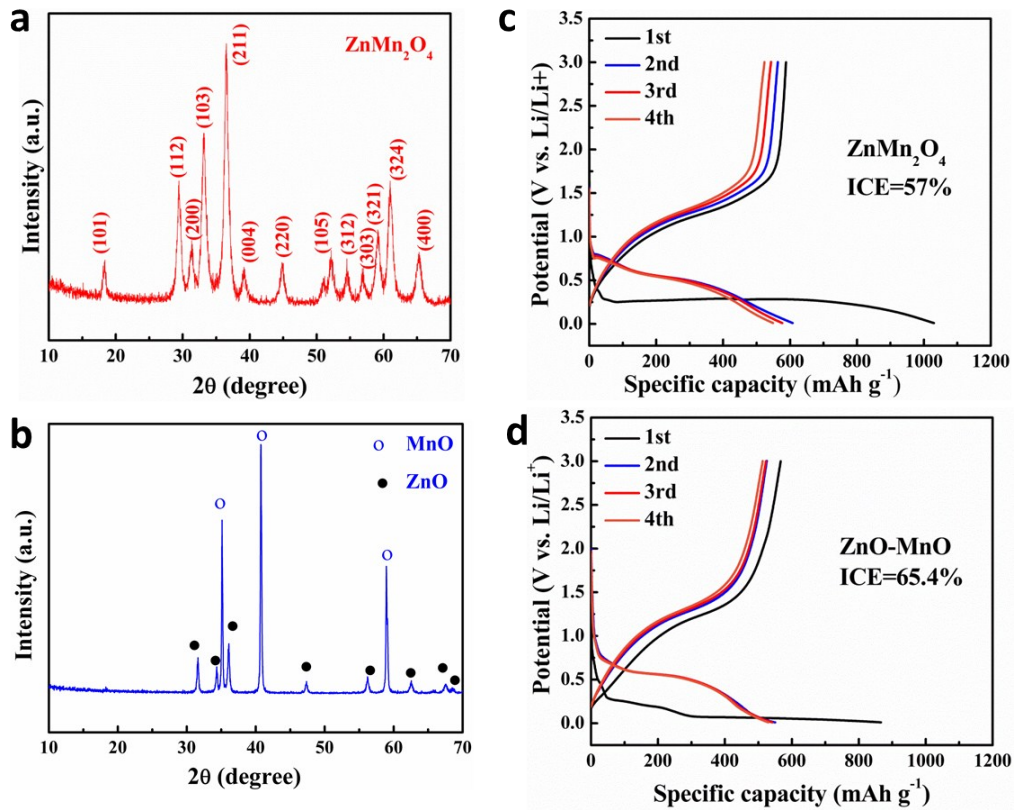 a
ZnMn2O4
(101)
(112)
(200)
(103)
(211)
(004)
(220)
(105)
(312)
(303)
(321)
(324)
(400)
Intensity (a.u.)
10 20 30 40 50 60 70
2θ (degree)
b
MnO
ZnO
Intensity (a.u.)
10 20 30 40 50 60 70
2θ (degree)
c
1st
2nd
3rd
4th
ZnMn2O4
ICE=57%
Potential (V vs. Li/Li+)
3.5
3.0
2.5
2.0
1.5
1.0
0.5
0.0
0 200 400 600 800 1000 1200
Specific capacity (mAh g-1)
d
1st
2nd
3rd
4th
ZnO-MnO
ICE=65.4%
Potential (V vs. Li/Li+)
3.5
3.0
2.5
2.0
1.5
1.0
0.5
0.0
0 200 400 600 800 1000 1200
Specific capacity (mAh g-1)